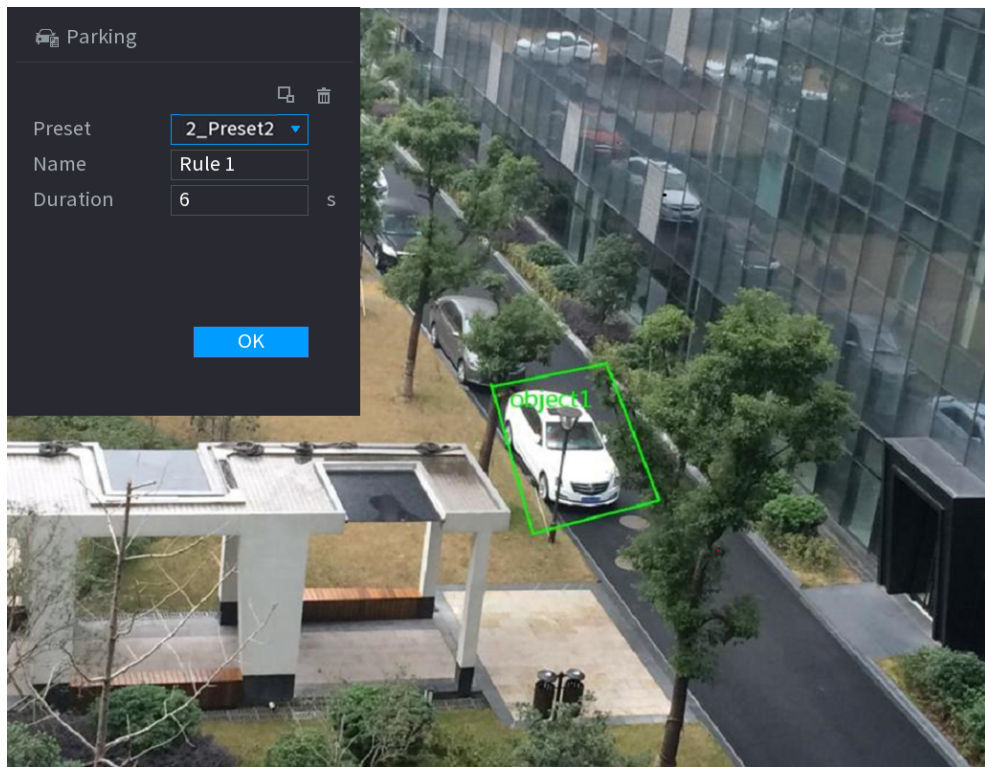 Parking
Preset 2_Preset2
Name Rule 1
Duration 6 s
OK
object1